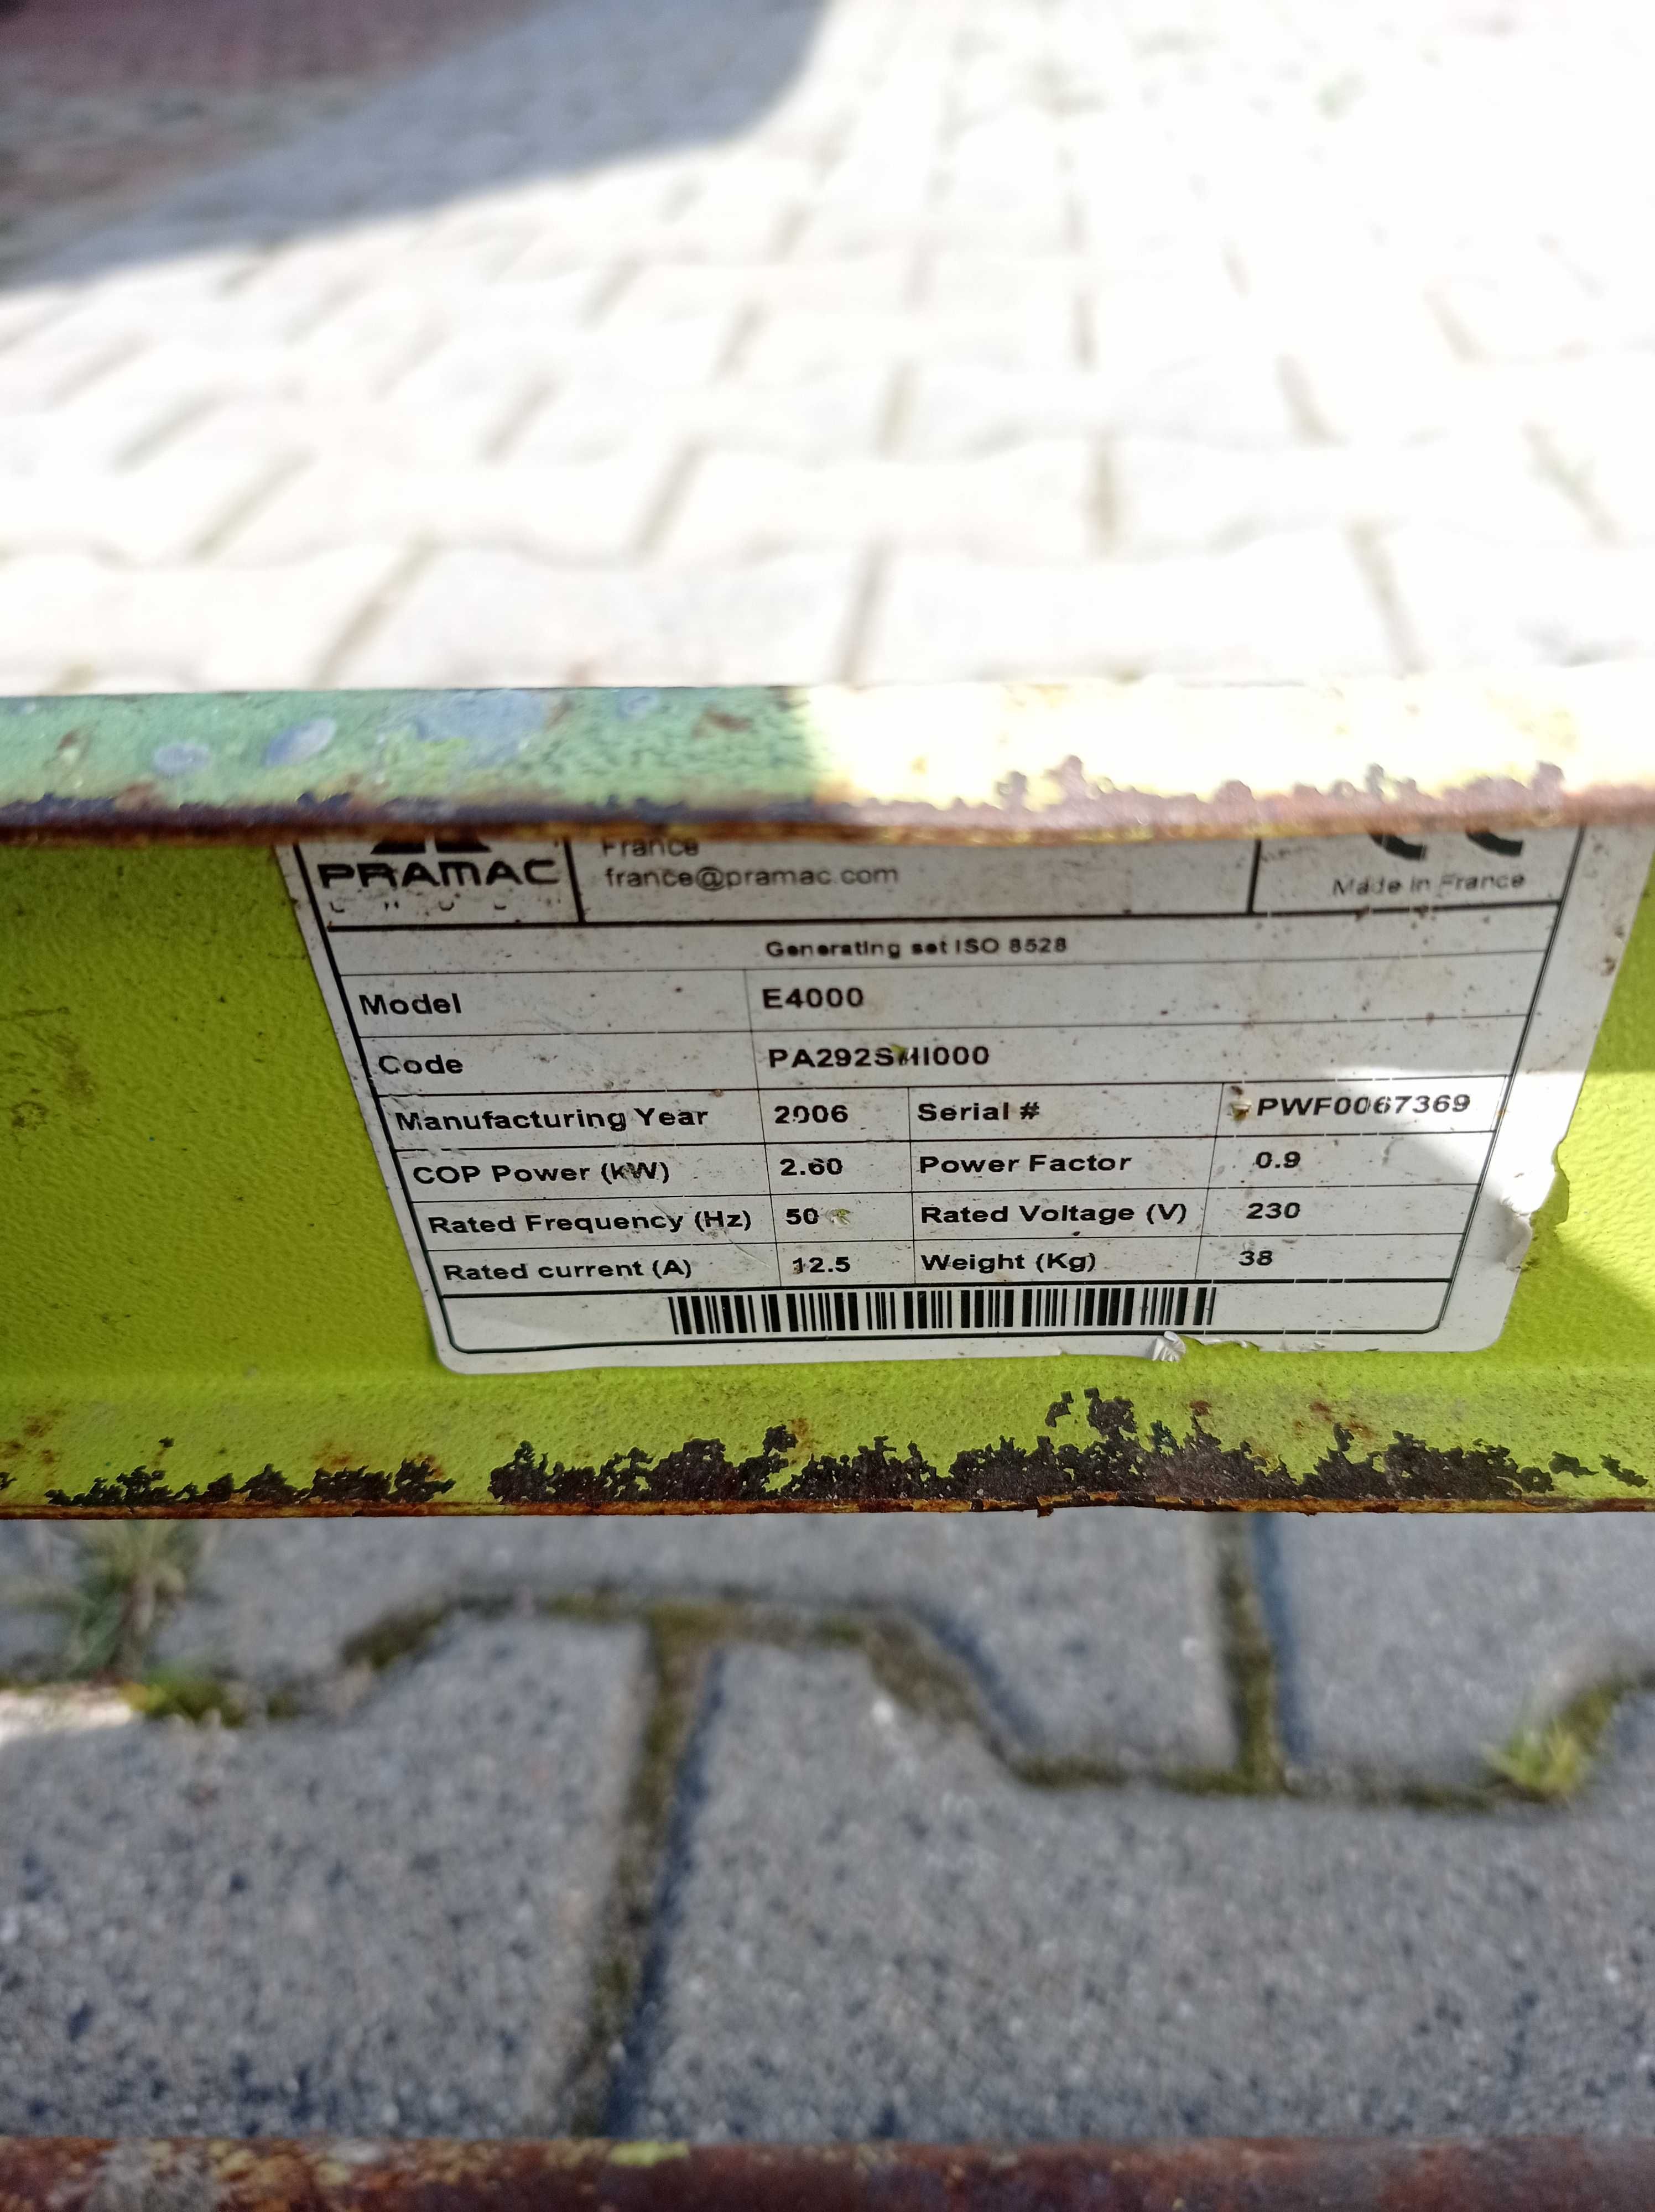 France
PRAMAC
france@pramac.com
Made in France
Generating set ISO 8528
Model E4000
Code PA292SHI000
Manufacturing Year 2006 Serial # PWF0067369
COP Power (kW) 2.60 Power Factor 0.9
Rated Frequency (Hz) 50 Rated Voltage (V) 230
Rated current (A) 12.5 Weight (Kg) 38